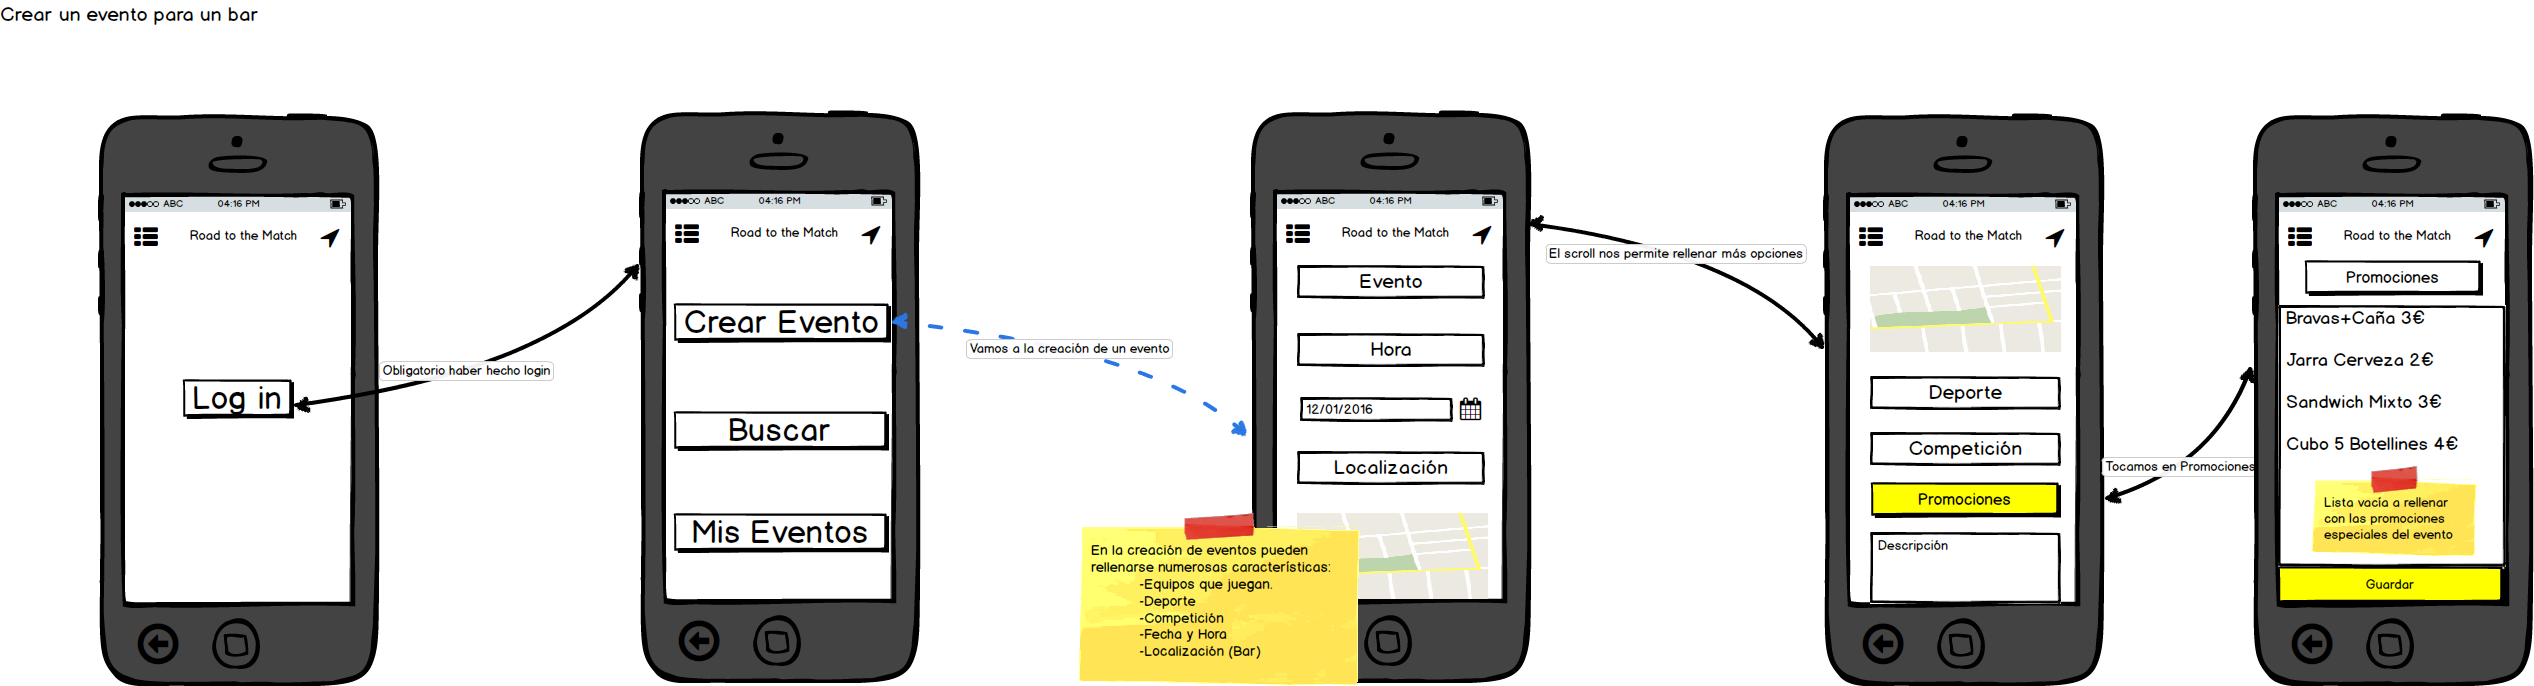 Crear un evento para un bar
ABC 04:16 PM
Road to the Match
Log in
Obligatorio haber hecho login
ABC 04:16 PM
Road to the Match
Crear Evento
Buscar
Mis Eventos
Vamos a la creación de un evento
ABC 04:16 PM
Road to the Match
Evento
Hora
12/01/2016
Localización
En la creación de eventos pueden
rellenarse numerosas características:
-Equipos que juegan.
-Deporte
-Competición
-Fecha y Hora
-Localización (Bar)
El scroll nos permite rellenar más opciones
ABC 04:16 PM
Road to the Match
Deporte
Competición
Promociones
Descripción
Tocamos en Promociones
ABC 04:16 PM
Road to the Match
Promociones
Bravas+Caña 3€
Jarra Cerveza 2€
Sandwich Mixto 3€
Cubo 5 Botellines 4€
Lista vacía a rellenar
con las promociones
especiales del evento
Guardar